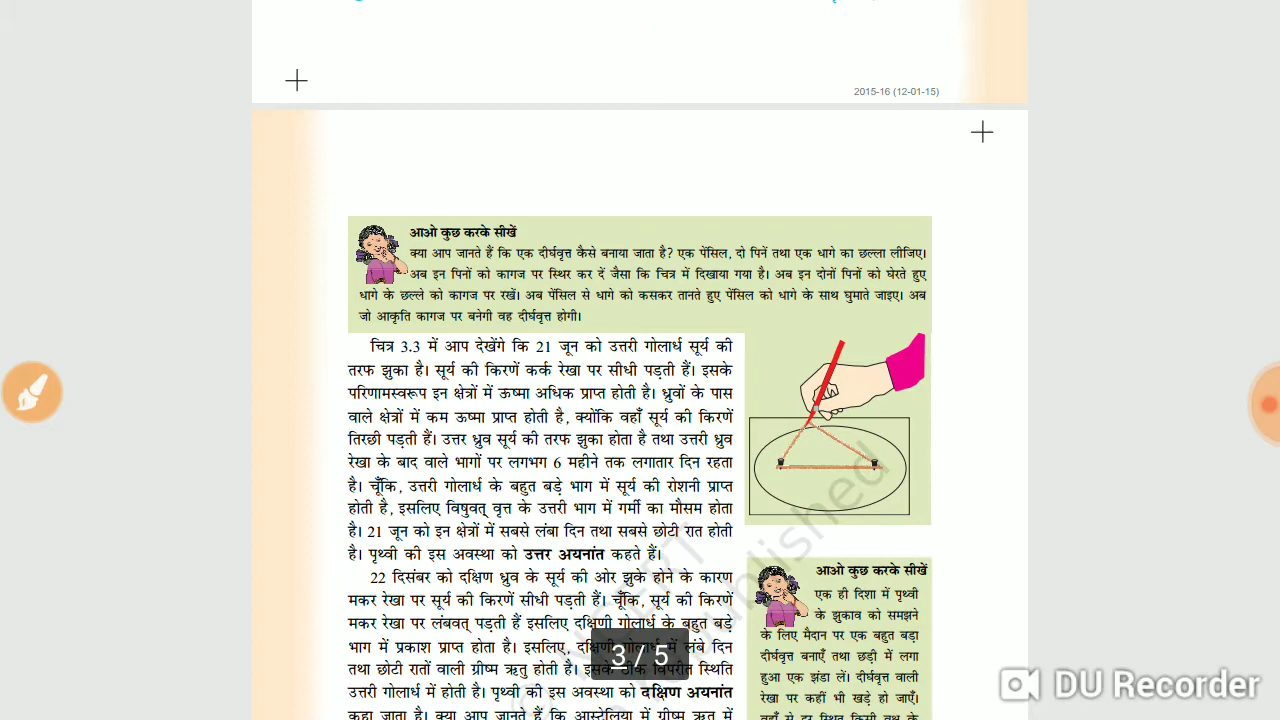 2015-16 (12-01-15)
आओ कुछ करके सीखें
क्या आप जानते हैं कि एक दीर्घवृत्त कैसे बनाया जाता है? एक पेंसिल, दो पिनें तथा एक धागे का छल्ला लीजिए।
अब इन पिनों को कागज पर स्थिर कर दें जैसा कि चित्र में दिखाया गया है। अब इन दोनों पिनों को घेरते हुए
धागे के छल्ले को कागज पर रखें। अब पेंसिल से धागे को कसकर तानते हुए पेंसिल को धागे के साथ घुमाते जाइए। अब
जो आकृति कागज पर बनेगी वह दीर्घवृत्त होगी।
चित्र 3.3 में आप देखेंगे कि 21 जून को उत्तरी गोलार्ध सूर्य की
तरफ झुका है। सूर्य की किरणें कर्क रेखा पर सीधी पड़ती हैं। इसके
परिणामस्वरूप इन क्षेत्रों में ऊष्मा अधिक प्राप्त होती है। ध्रुवों के पास
वाले क्षेत्रों में कम ऊष्मा प्राप्त होती है, क्योंकि वहाँ सूर्य की किरणें
तिरछी पड़ती हैं। उत्तर ध्रुव सूर्य की तरफ झुका होता है तथा उत्तरी ध्रुव
रेखा के बाद वाले भागों पर लगभग 6 महीने तक लगातार दिन रहता
है। चूँकि, उत्तरी गोलार्ध के बहुत बड़े भाग में सूर्य की रोशनी प्राप्त
होती है, इसलिए विषुवत् वृत्त के उत्तरी भाग में गर्मी का मौसम होता
है। 21 जून को इन क्षेत्रों में सबसे लंबा दिन तथा सबसे छोटी रात होती
है। पृथ्वी की इस अवस्था को उत्तर अयनांत कहते हैं।
22 दिसंबर को दक्षिण ध्रुव के सूर्य की ओर झुके होने के कारण
मकर रेखा पर सूर्य की किरणें सीधी पड़ती हैं। चूँकि, सूर्य की किरणें
मकर रेखा पर लंबवत् पड़ती हैं इसलिए दक्षिणी गोलार्ध के बहुत बड़े
भाग में प्रकाश प्राप्त होता है। इसलिए, दक्षिणी गोलार्ध में लंबे दिन
तथा छोटी रातों वाली ग्रीष्म ऋतु होती है। इसके ठीक विपरीत स्थिति
उत्तरी गोलार्ध में होती है। पृथ्वी की इस अवस्था को दक्षिण अयनांत
कहा जाता है। क्या आप जानते हैं कि आस्ट्रेलिया में ग्रीष्म ऋतु में
आओ कुछ करके सीखें
एक ही दिशा में पृथ्वी
के झुकाव को समझने
के लिए मैदान पर एक बहुत बड़ा
दीर्घवृत्त बनाएँ तथा छड़ी में लगा
हुआ एक झंडा लें। दीर्घवृत्त वाली
रेखा पर कहीं भी खड़े हो जाएँ।
वहाँ से दूर स्थित किसी वृक्ष के
3 / 5
DU Recorder